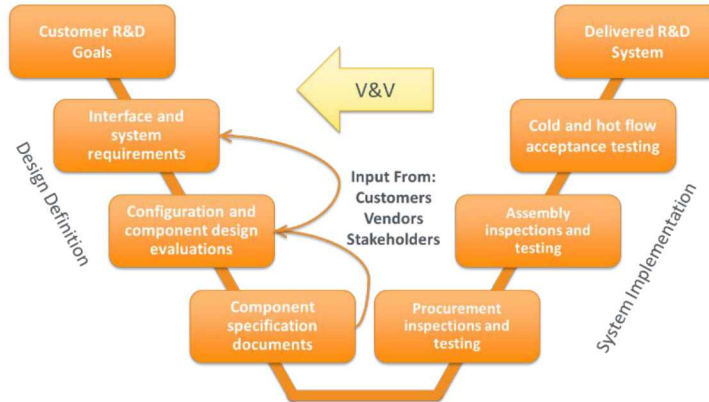 Customer R&D
Goals
Delivered R&D
System
V&V
Interface and
system
requirements
Cold and hot flow
acceptance testing
Design Definition
Input From:
Customers
Vendors
Stakeholders
Configuration and
component design
evaluations
Assembly
inspections and
testing
System Implementation
Component
specification
documents
Procurement
inspections and
testing